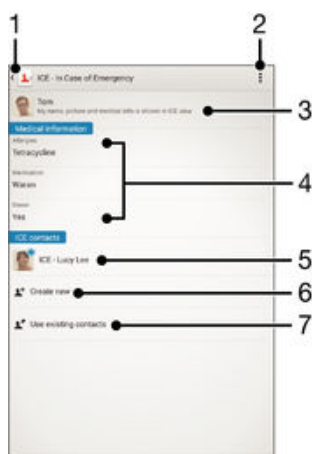 1
2
ICE - In Case of Emergency
Tom
My name, picture and medical info is shown in ICE view
3
Medical information
Allergies
Tetracycline
4
Medication
Waran
Donor
Yes
ICE contacts
ICE - Lucy Lee
5
Create new
6
Use existing contacts
7